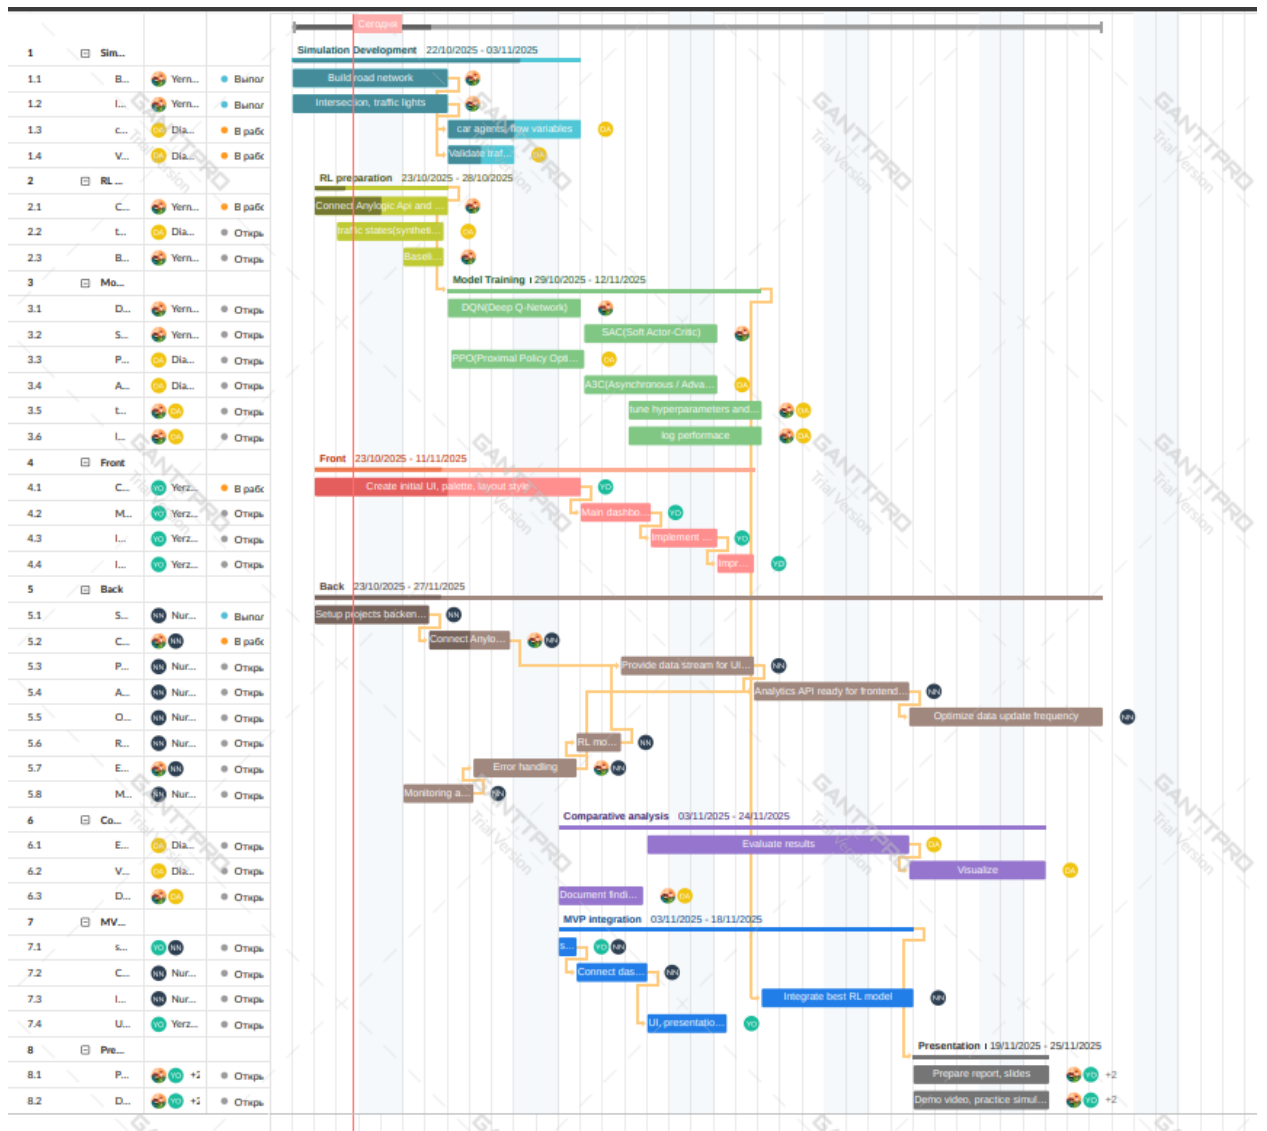 Сегодня
1 Sim... Simulation Development 22/10/2025 - 03/11/2025
1.1 B... Yern... Выпол Build road network
1.2 I... Yern... Выпол Intersection, traffic lights
1.3 c... DA Dia... В рабс car agents, flow variables DA
1.4 V... DA Dia... В рабс Validate traf... DA
2 RL ... RL preparation 23/10/2025 - 28/10/2025
2.1 C... Yern... В рабс Connect Anylogic Api and ...
2.2 t... DA Dia... Откры traffic states(syntheti... DA
2.3 B... Yern... Откры Baseli...
3 Mo... Model Training 29/10/2025 - 12/11/2025
3.1 D... Yern... Откры DQN(Deep Q-Network)
3.2 S... Yern... Откры SAC(Soft Actor-Critic)
3.3 P... DA Dia... Откры PPO(Proximal Policy Opti... DA
3.4 A... DA Dia... Откры A3C(Asynchronous / Adva... DA
3.5 t... DA Откры tune hyperparameters and... DA
3.6 l... DA Откры log performace DA
4 Front Front 23/10/2025 - 11/11/2025
4.1 C... YO Yerz... В рабс Create initial UI, palette, layout style YO
4.2 M... YO Yerz... Откры Main dashbo... YO
4.3 I... YO Yerz... Откры Implement ... YO
4.4 I... YO Yerz... Откры Impr... YO
5 Back Back 23/10/2025 - 27/11/2025
5.1 S... NN Nur... Выпол Setup projects backen... NN
5.2 C... NN В рабс Connect Anylo... NN
5.3 P... NN Nur... Откры Provide data stream for UI... NN
5.4 A... NN Nur... Откры Analytics API ready for frontend... NN
5.5 O... NN Nur... Откры Optimize data update frequency NN
5.6 R... NN Nur... Откры RL mo... NN
5.7 E... NN Откры Error handling NN
5.8 M... NN Nur... Откры Monitoring a... NN
6 Co... Comparative analysis 03/11/2025 - 24/11/2025
6.1 E... DA Dia... Откры Evaluate results DA
6.2 V... DA Dia... Откры Visualize DA
6.3 D... DA Откры Document findi... DA
7 MV... MVP integration 03/11/2025 - 18/11/2025
7.1 s... YO NN Откры s... YO NN
7.2 C... NN Nur... Откры Connect das... NN
7.3 I... NN Nur... Откры Integrate best RL model NN
7.4 U... YO Yerz... Откры UI, presentatio... YO
8 Pre... Presentation 19/11/2025 - 25/11/2025
8.1 P... YO +2 Откры Prepare report, slides YO +2
8.2 D... YO +2 Откры Demo video, practice simul... YO +2
GANTTPRO
Trial Version